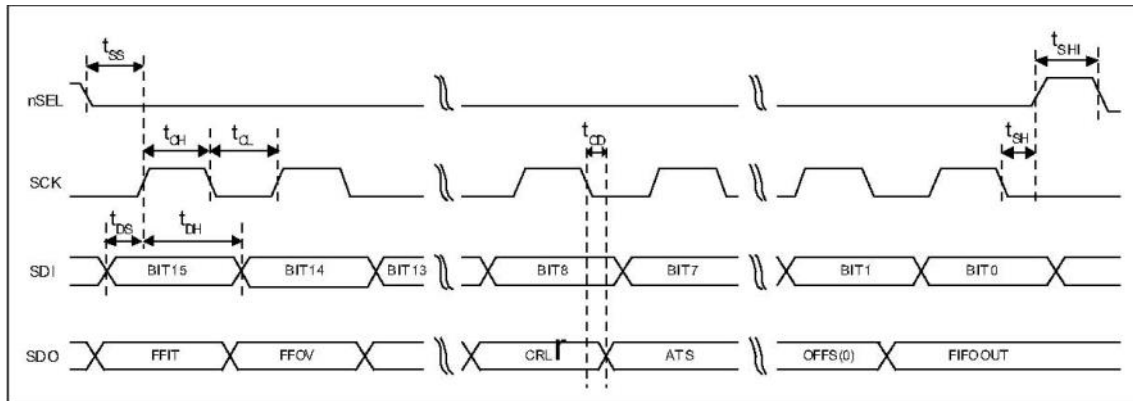 tSS
tSHI
nSEL
tCH tCL tCD tSH
SCK
tDS tDH
SDI BIT15 BIT14 BIT13 BIT8 BIT7 BIT1 BIT0
SDO FFIT FFOV CRLr ATS OFFS(0) FIFOOUT